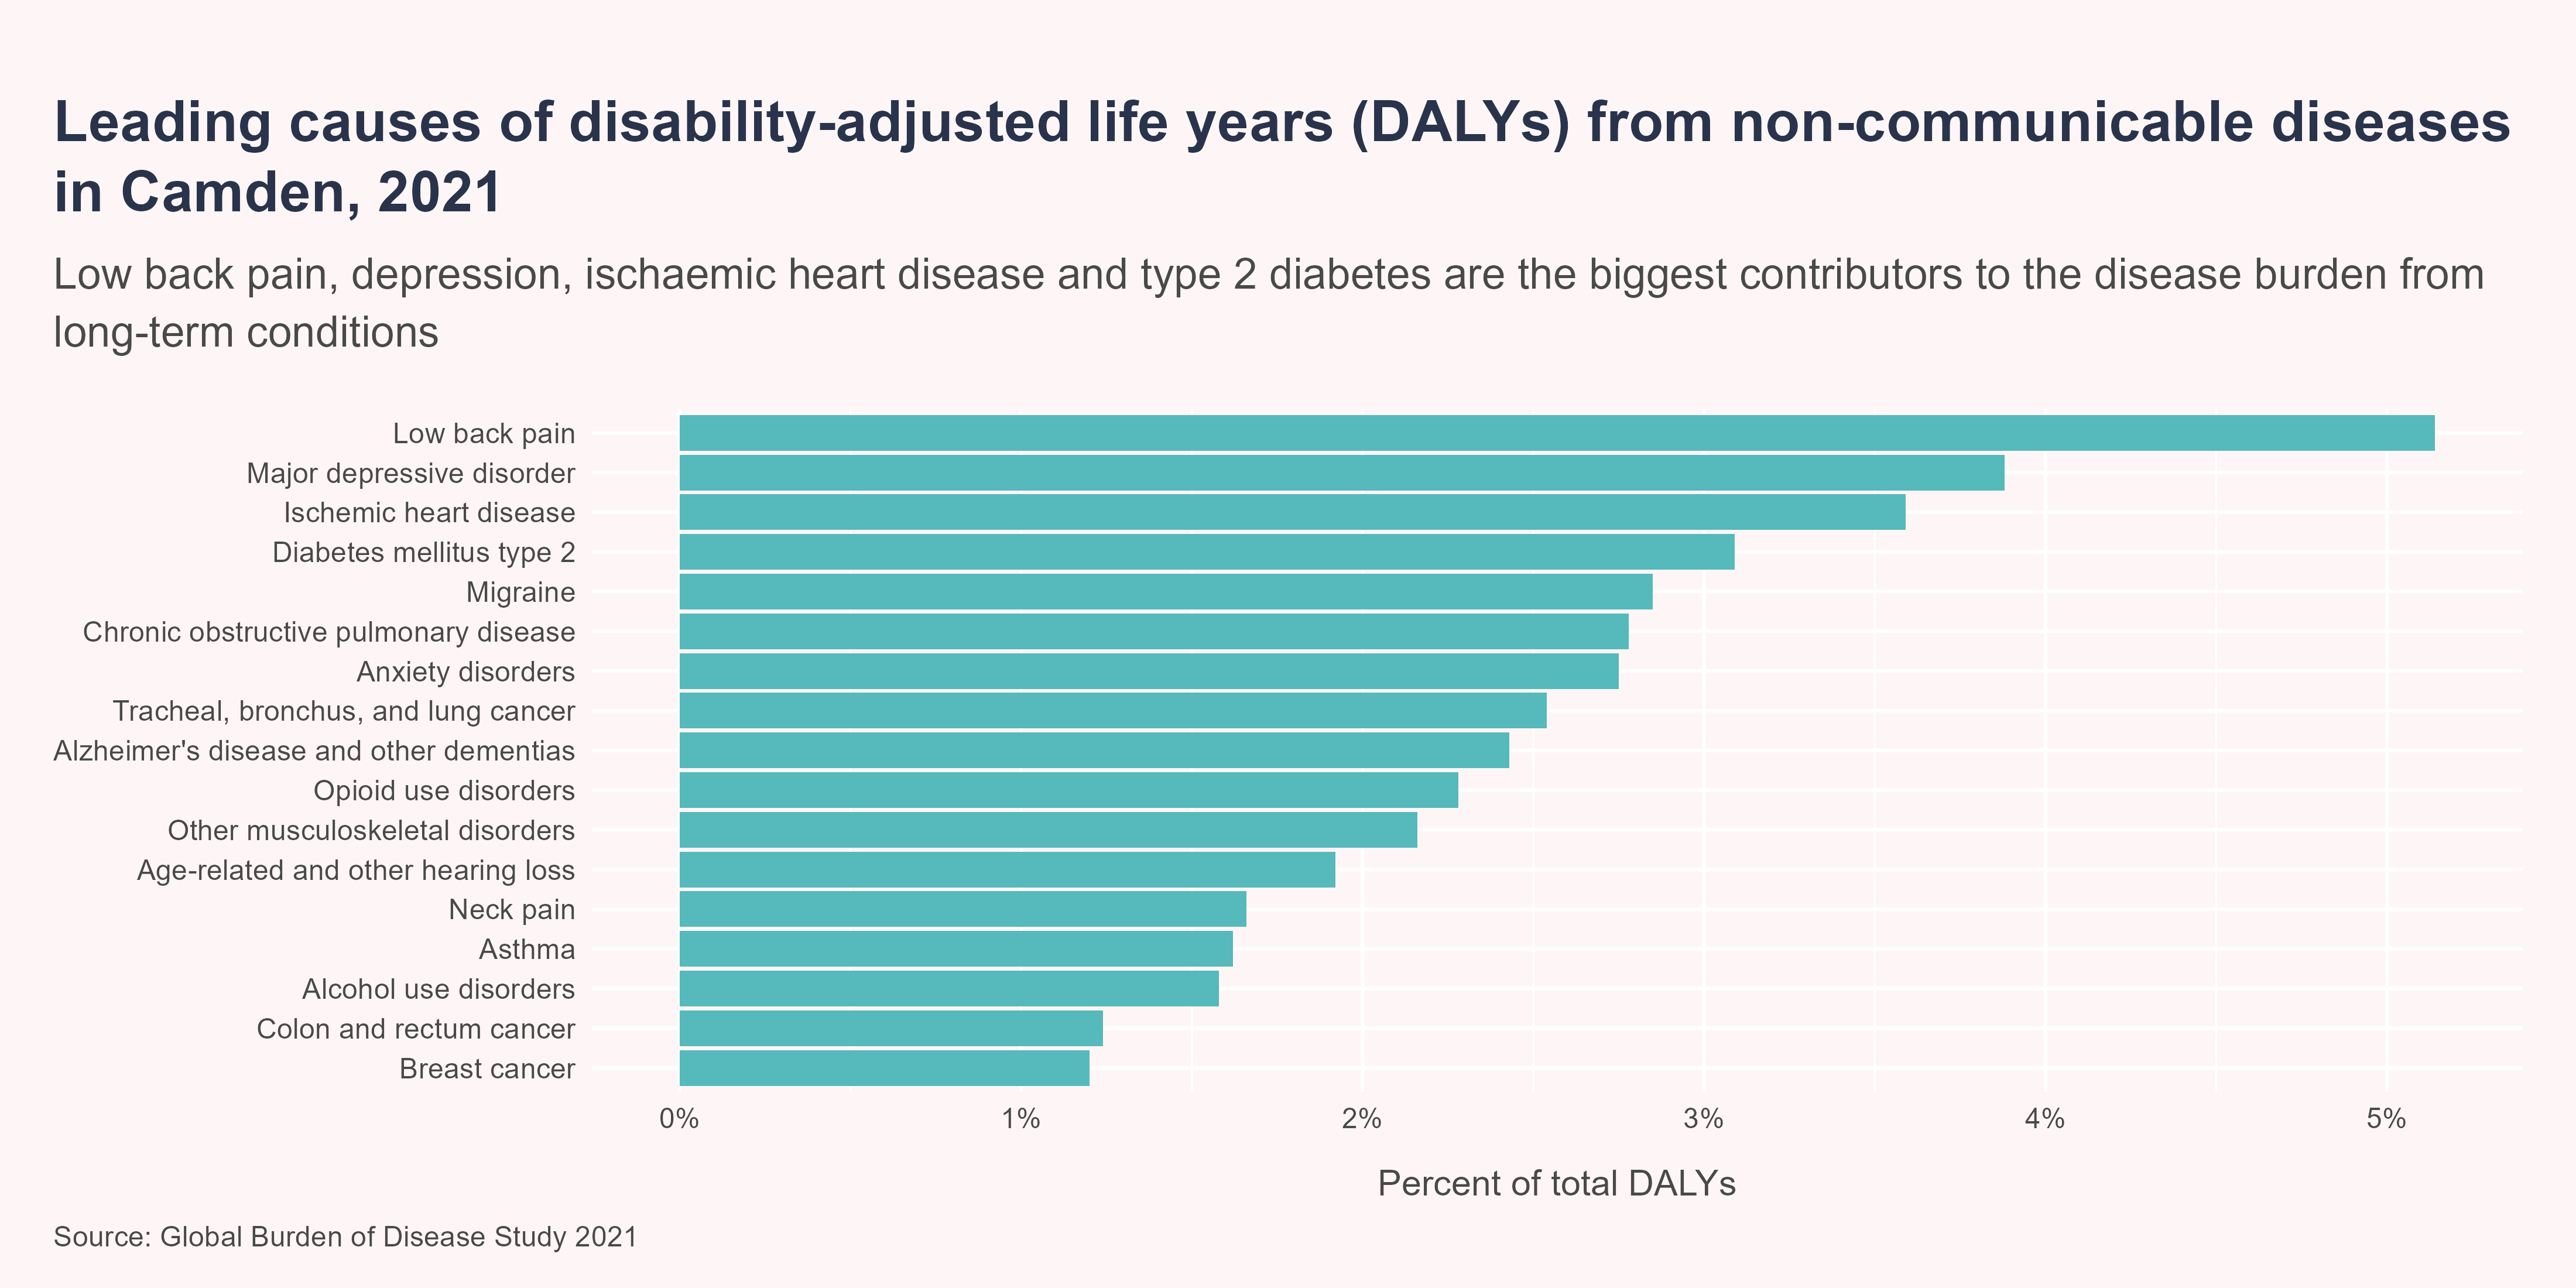 Leading causes of disability-adjusted life years (DALYs) from non-communicable diseases
in Camden, 2021
Low back pain, depression, ischaemic heart disease and type 2 diabetes are the biggest contributors to the disease burden from
long-term conditions
Low back pain
Major depressive disorder
Ischemic heart disease
Diabetes mellitus type 2
Migraine
Chronic obstructive pulmonary disease
Anxiety disorders
Tracheal, bronchus, and lung cancer
Alzheimer's disease and other dementias
Opioid use disorders
Other musculoskeletal disorders
Age-related and other hearing loss
Neck pain
Asthma
Alcohol use disorders
Colon and rectum cancer
Breast cancer
0% 1% 2% 3% 4% 5%
Percent of total DALYs
Source: Global Burden of Disease Study 2021